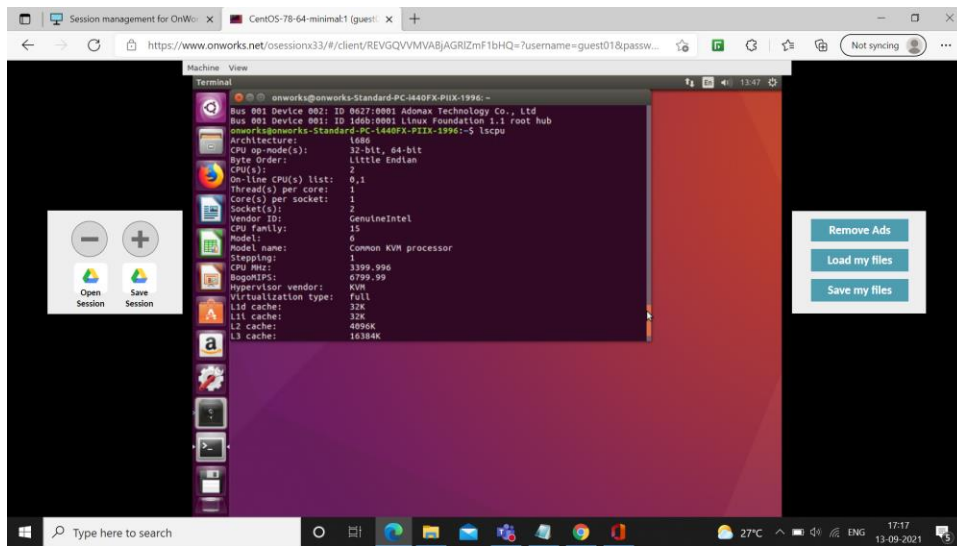 Session management for OnWo
CentOS-78-64-minimal:1 (guest
https://www.onworks.net/osessionx33/#/client/REVGQVVMVABjAGRlZmF1bHQ=?username=guest01&passw...
Not syncing
Machine View
Terminal
En
13:47
onworks@onworks-Standard-PC-i440FX-PIIX-1996: ~
Bus 001 Device 002: ID 0627:0001 Adomax Technology Co., Ltd
Bus 001 Device 001: ID 1d6b:0001 Linux Foundation 1.1 root hub
onworks@onworks-Standard-PC-i440FX-PIIX-1996:~$ lscpu
Architecture: i686
CPU op-mode(s): 32-bit, 64-bit
Byte Order: Little Endian
CPU(s): 2
On-line CPU(s) list: 0,1
Thread(s) per core: 1
Core(s) per socket: 1
Socket(s): 2
Vendor ID: GenuineIntel
CPU family: 15
Model: 6
Model name: Common KVM processor
Stepping: 1
CPU MHz: 3399.996
BogoMIPS: 6799.99
Hypervisor vendor: KVM
Virtualization type: full
L1d cache: 32K
L1i cache: 32K
L2 cache: 4096K
L3 cache: 16384K
Open Session
Save Session
Remove Ads
Load my files
Save my files
Type here to search
27°C
ENG
17:17
13-09-2021
5